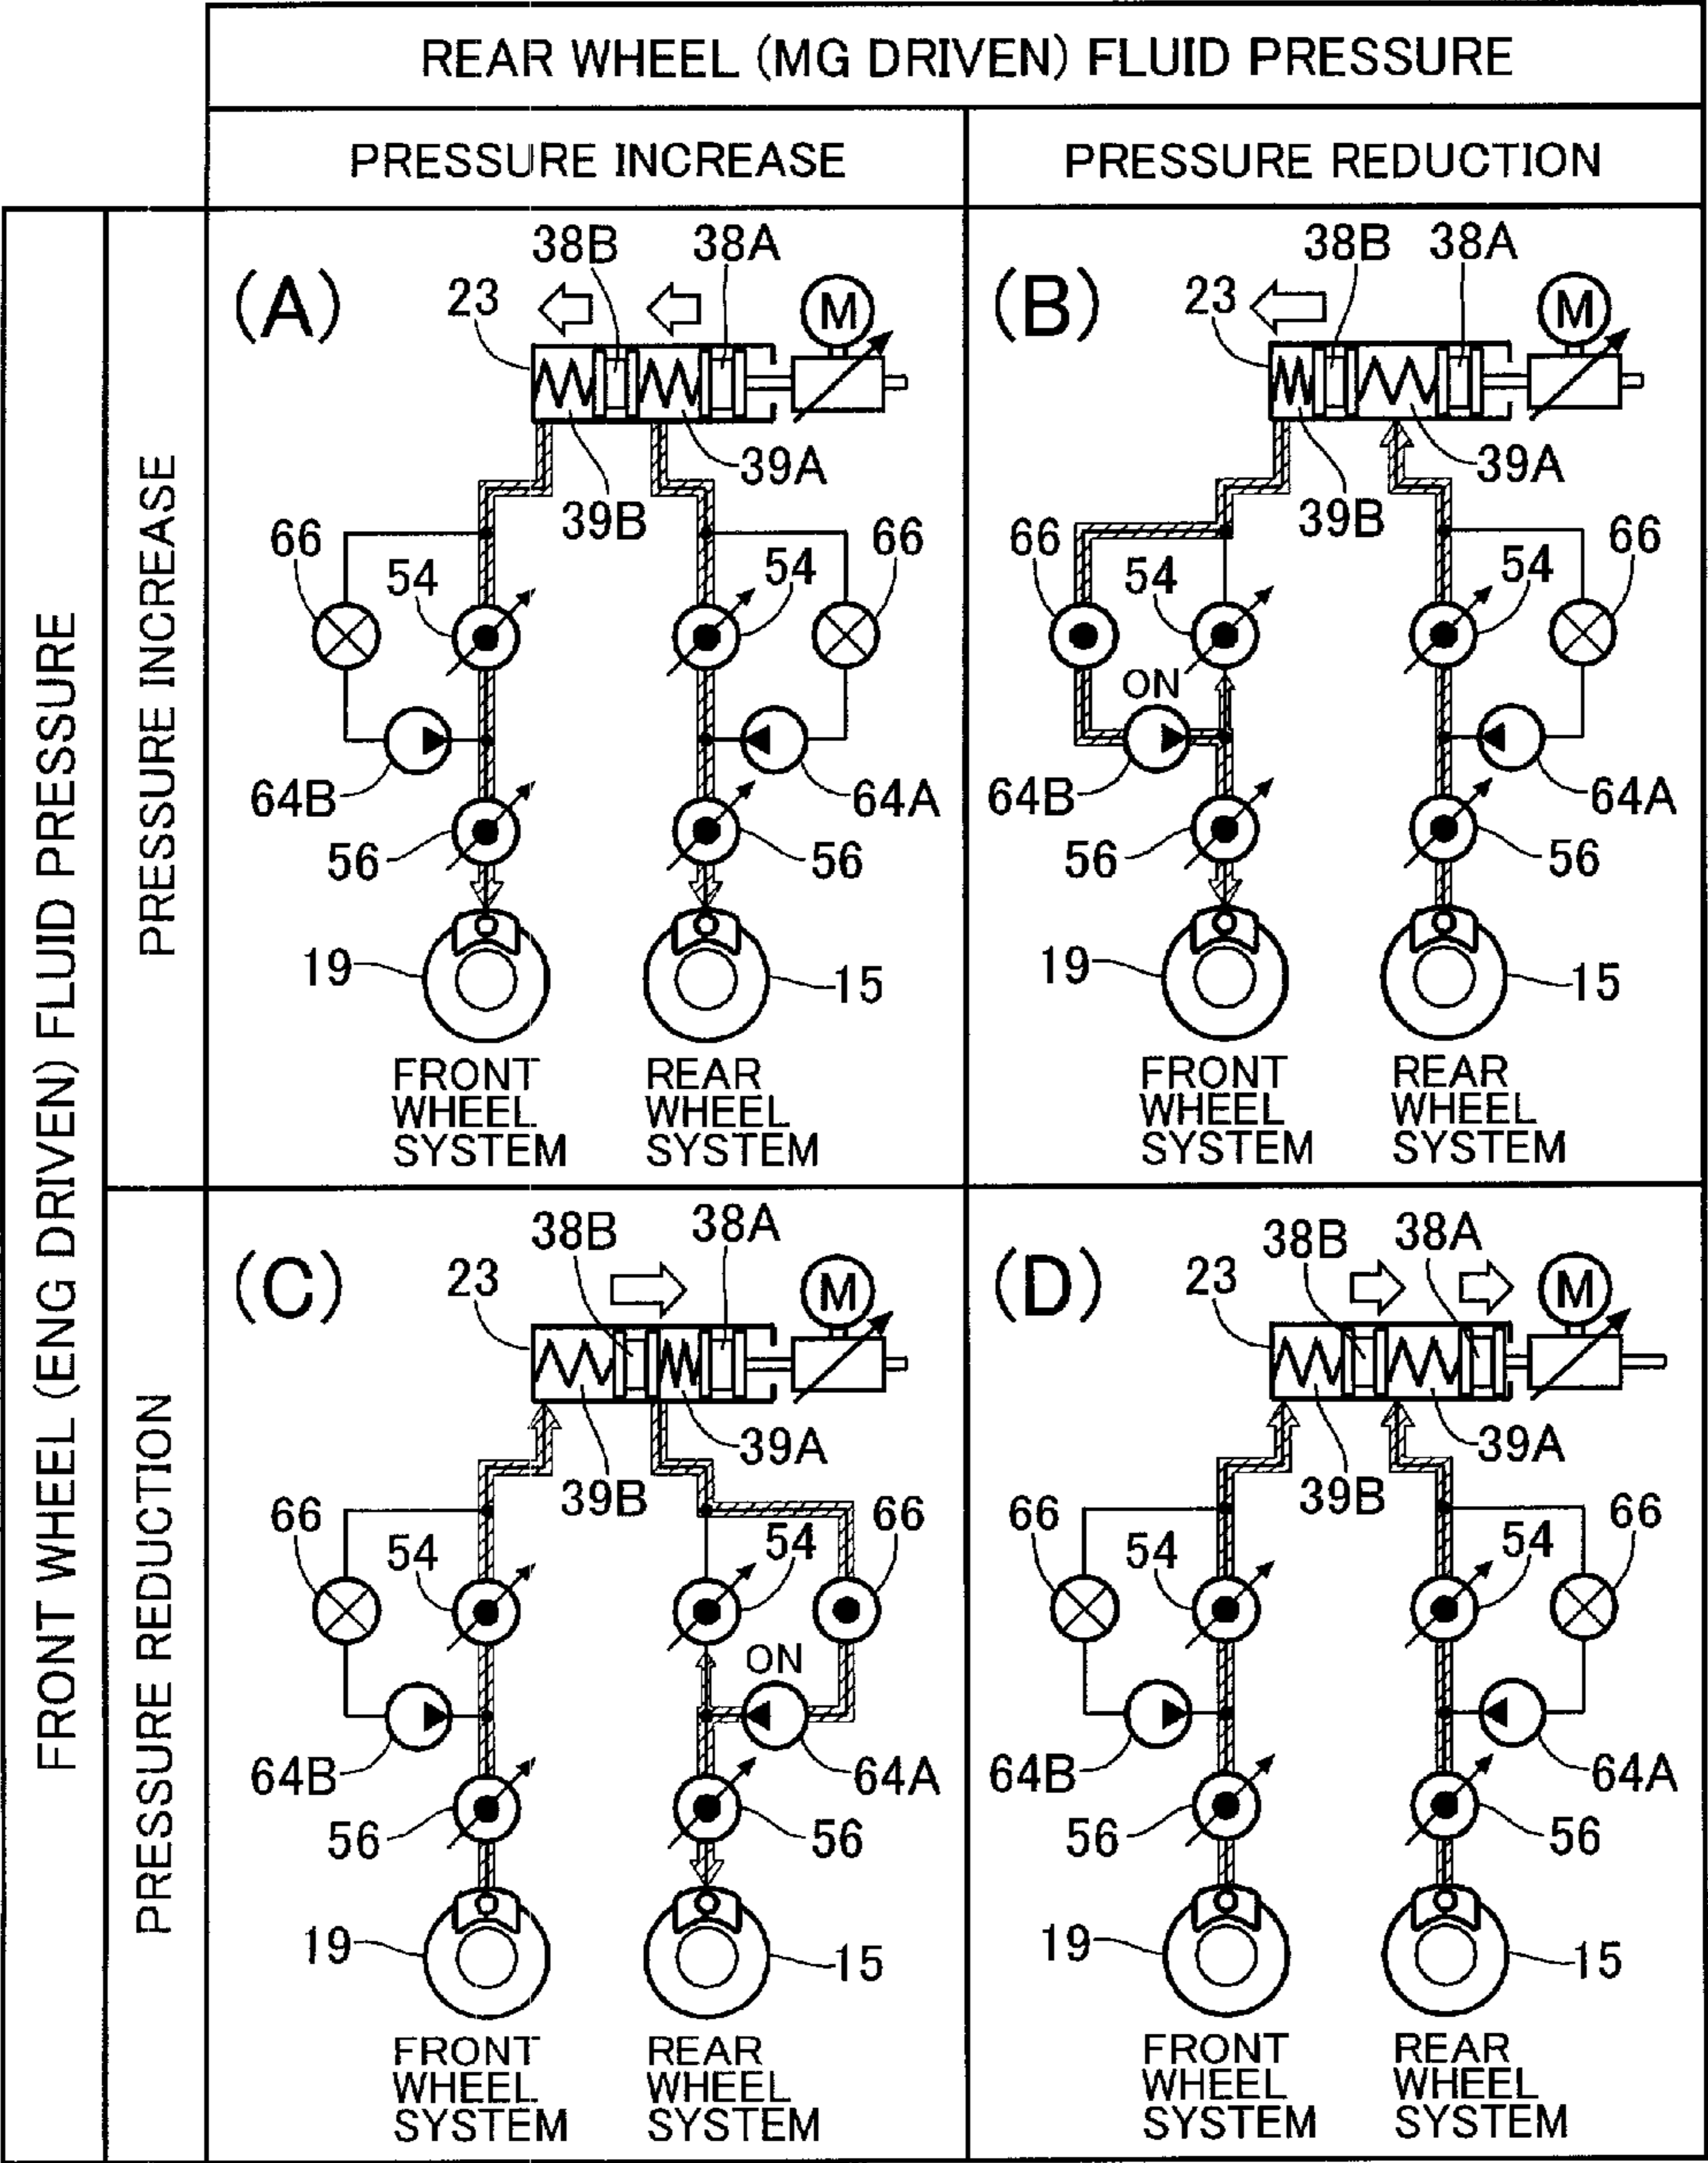 REAR WHEEL (MG DRIVEN) FLUID PRESSURE
PRESSURE INCREASE
PRESSURE REDUCTION
FRONT WHEEL (ENG DRIVEN) FLUID PRESSURE
PRESSURE INCREASE
(A)
38B
38A
23
M
39A
39B
66
54
54
66
64B
64A
56
56
19
15
FRONT
WHEEL
SYSTEM
REAR
WHEEL
SYSTEM
(B)
38B
38A
23
M
39A
39B
66
54
54
66
ON
64B
64A
56
56
19
15
FRONT
WHEEL
SYSTEM
REAR
WHEEL
SYSTEM
PRESSURE REDUCTION
(C)
38B
38A
23
M
39A
39B
66
54
54
66
ON
64B
64A
56
56
19
15
FRONT
WHEEL
SYSTEM
REAR
WHEEL
SYSTEM
(D)
38B
38A
23
M
39A
39B
66
54
54
66
64B
64A
56
56
19
15
FRONT
WHEEL
SYSTEM
REAR
WHEEL
SYSTEM